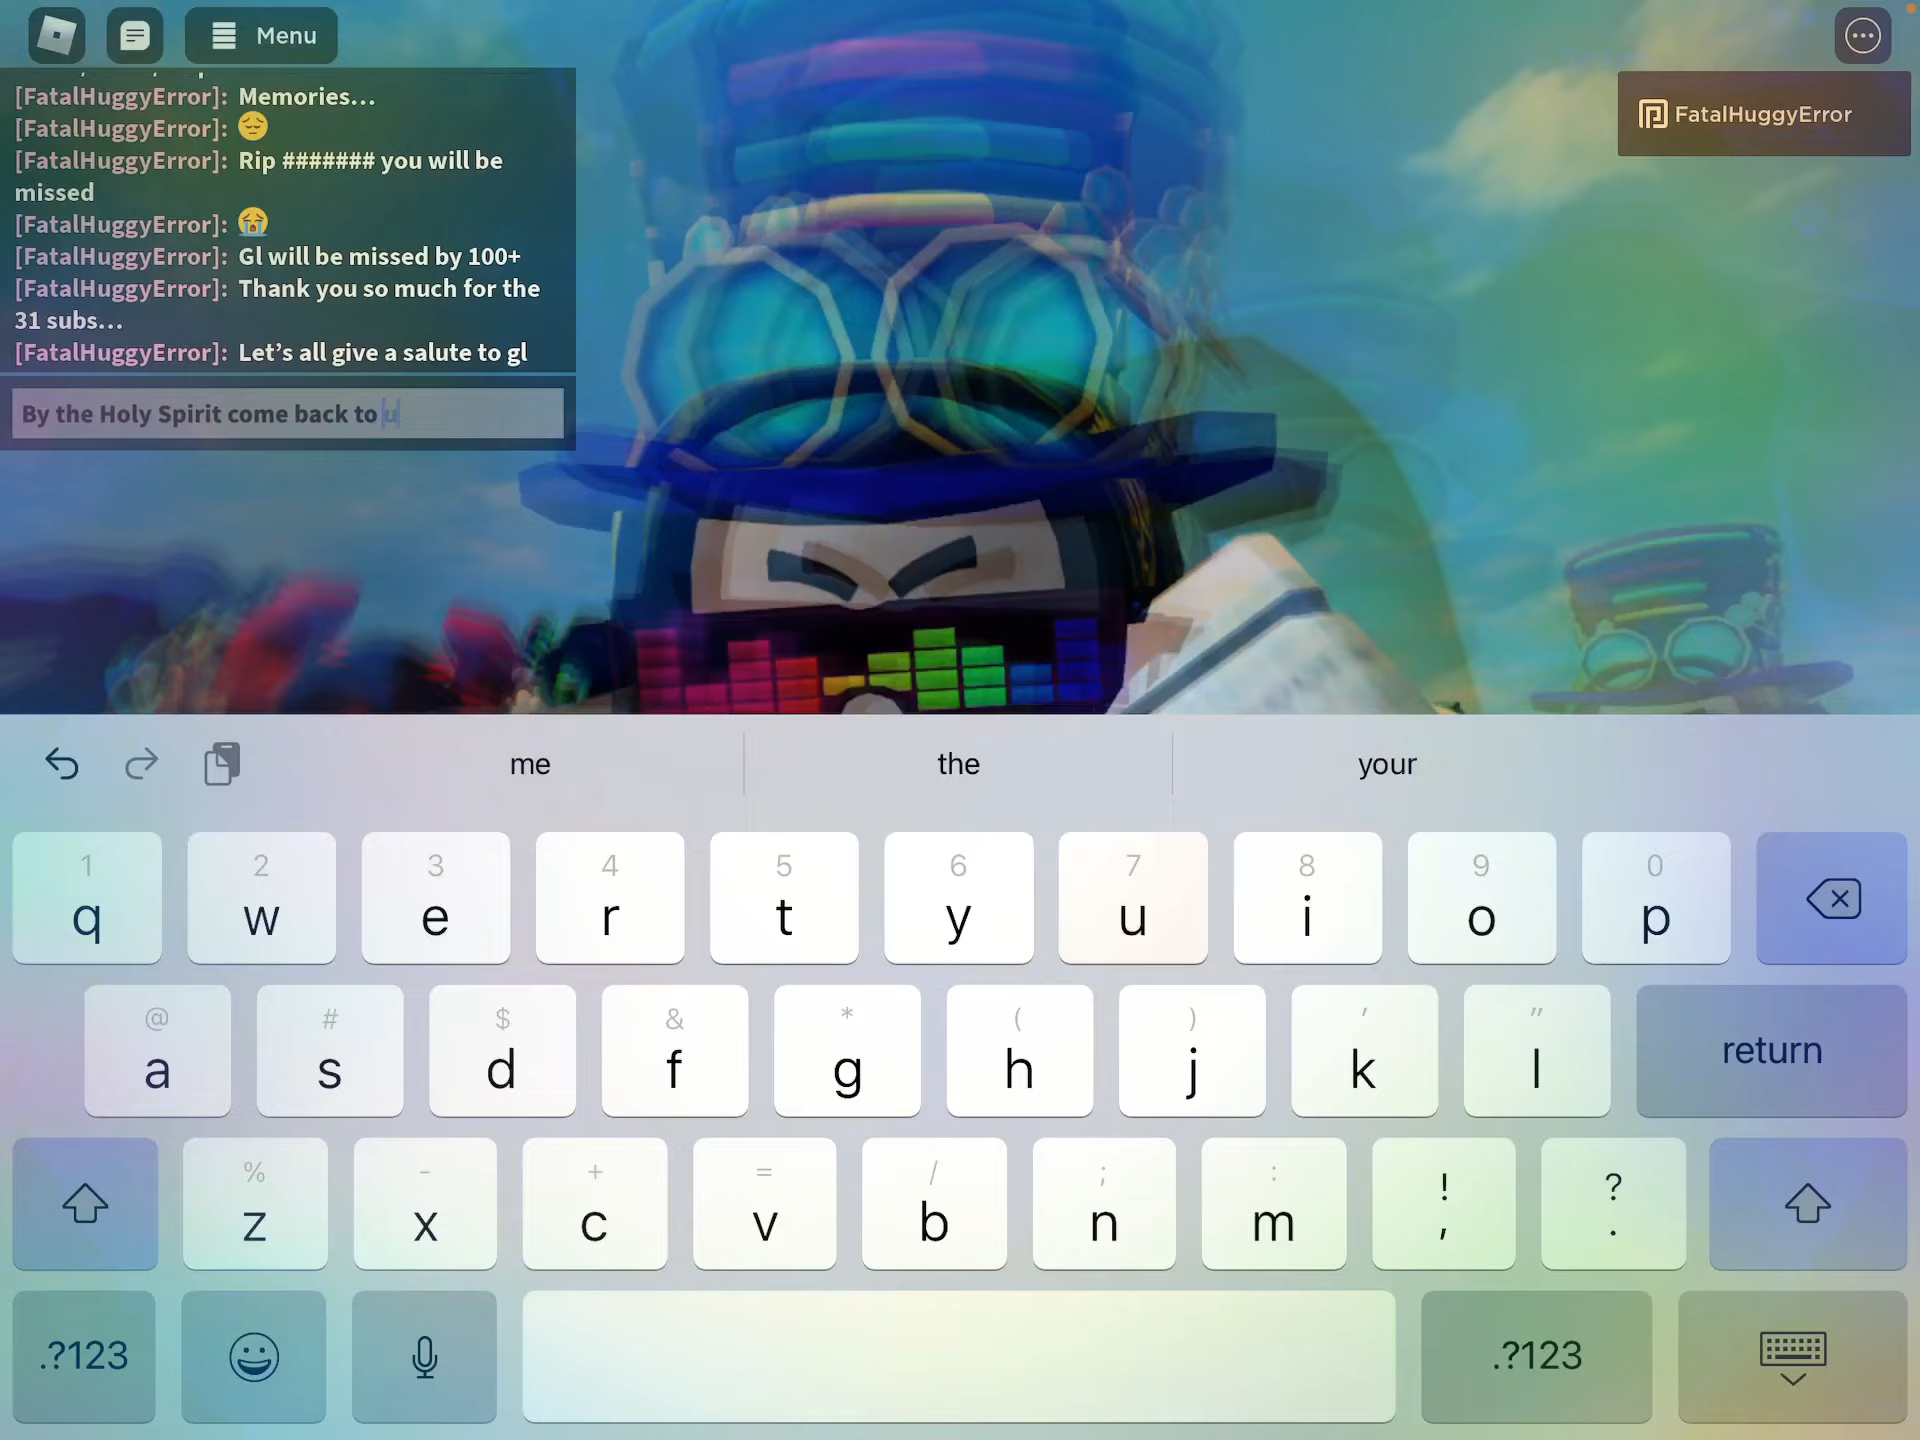 Menu
[FatalHuggyError]: Memories...
[FatalHuggyError]: 😔
[FatalHuggyError]: Rip ####### you will be
missed
[FatalHuggyError]: 😭
[FatalHuggyError]: Gl will be missed by 100+
[FatalHuggyError]: Thank you so much for the
31 subs...
[FatalHuggyError]: Let’s all give a salute to gl
By the Holy Spirit come back to u
FatalHuggyError
me the your
1 2 3 4 5 6 7 8 9 0
q w e r t y u i o p
@ # $ & * ( ) ' "
a s d f g h j k l return
% - + = / ; : ! ?
z x c v b n m , .
.?123 .?123